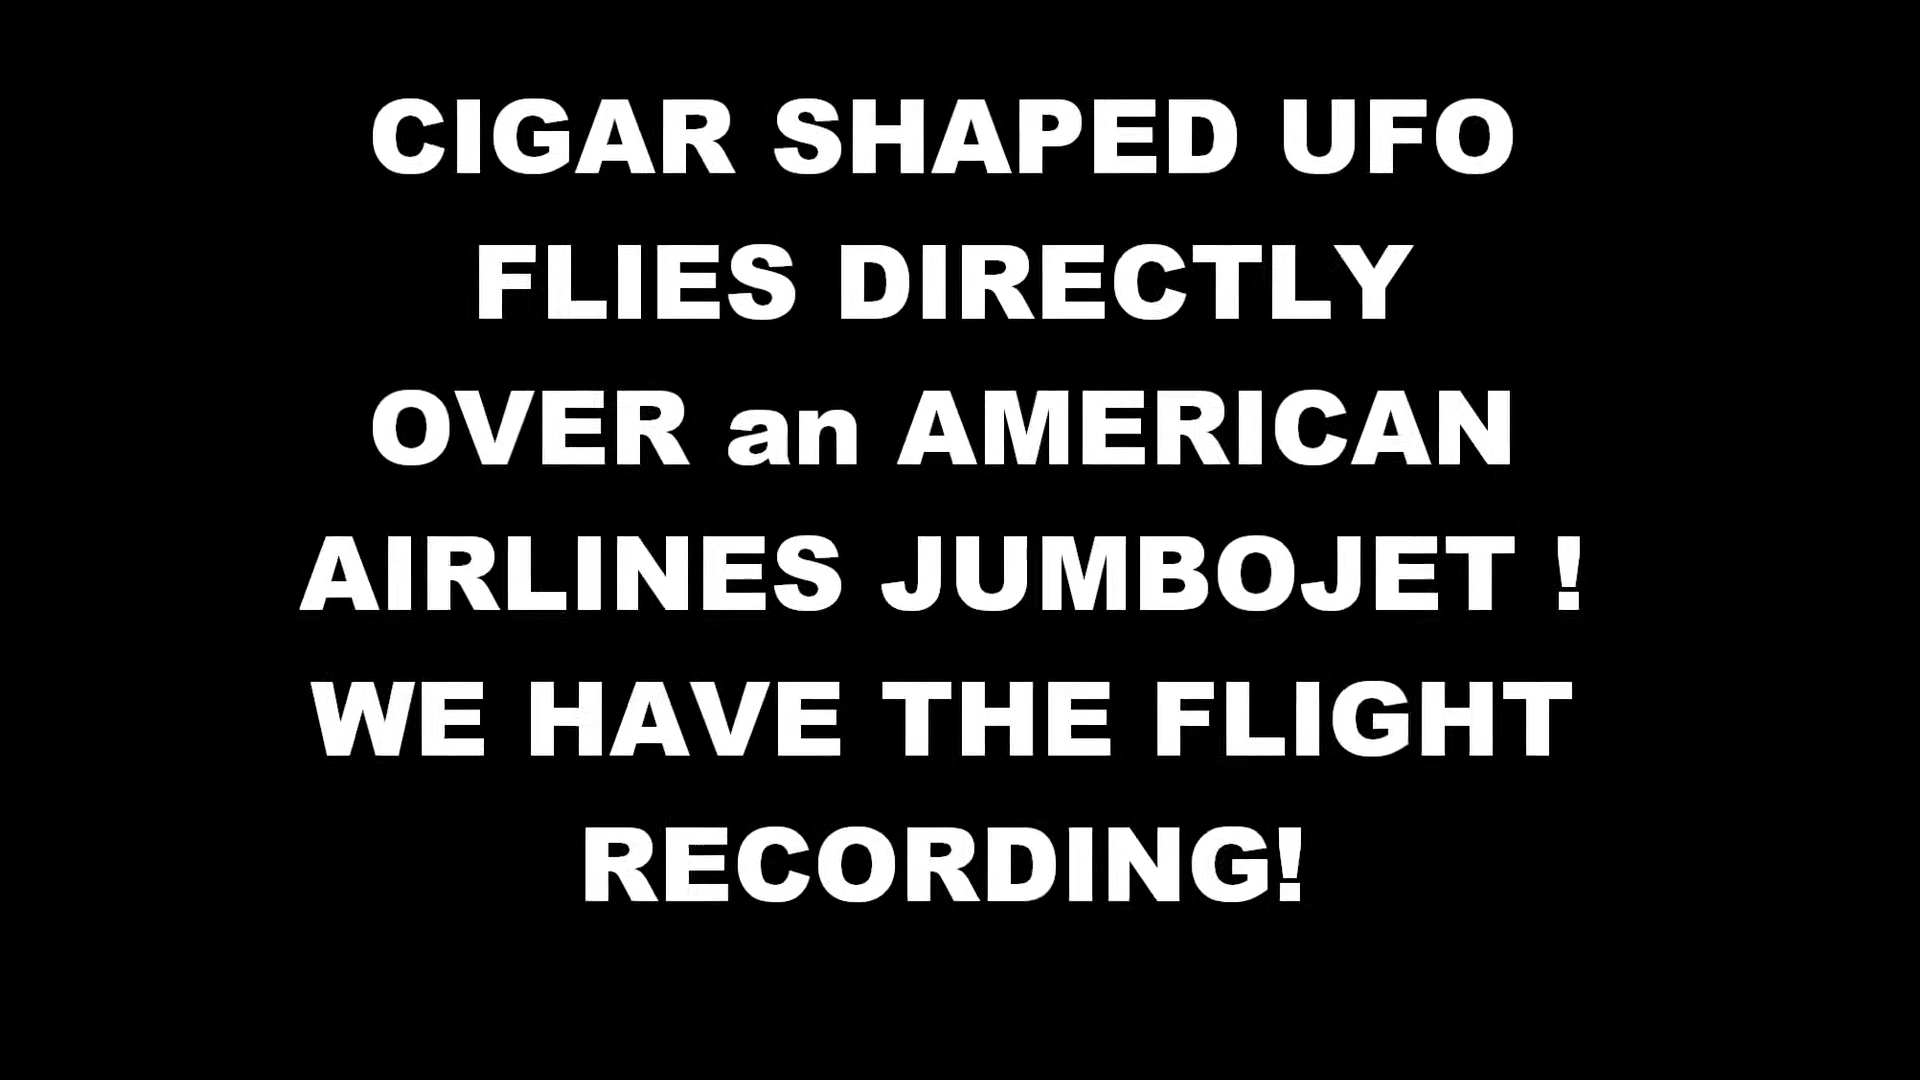 CIGAR SHAPED UFO
FLIES DIRECTLY
OVER an AMERICAN
AIRLINES JUMBOJET !
WE HAVE THE FLIGHT
RECORDING!